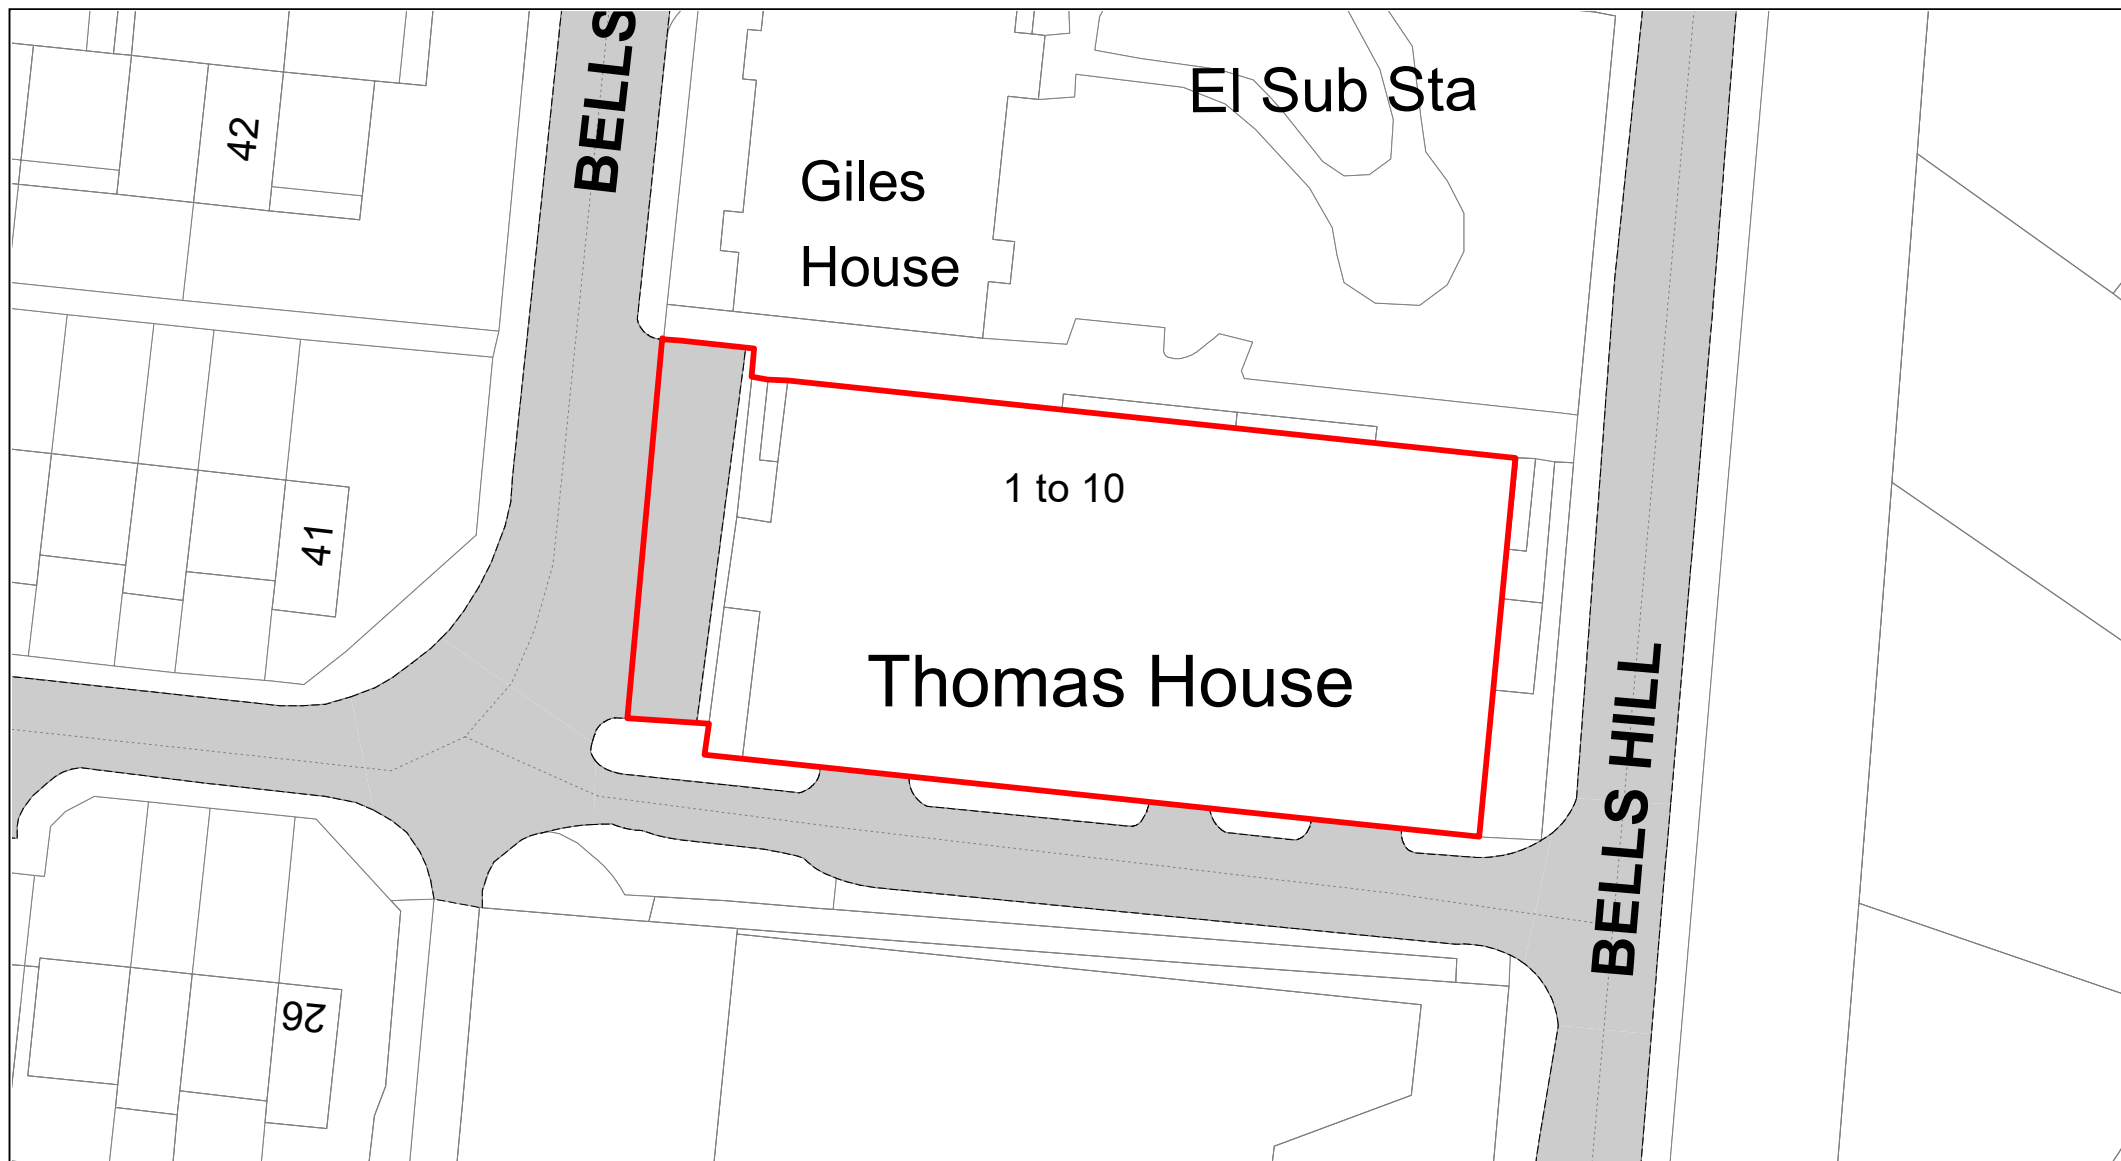 BELLS
El Sub Sta
42
Giles
House
1 to 10
41
Thomas House
BELLS HILL
26